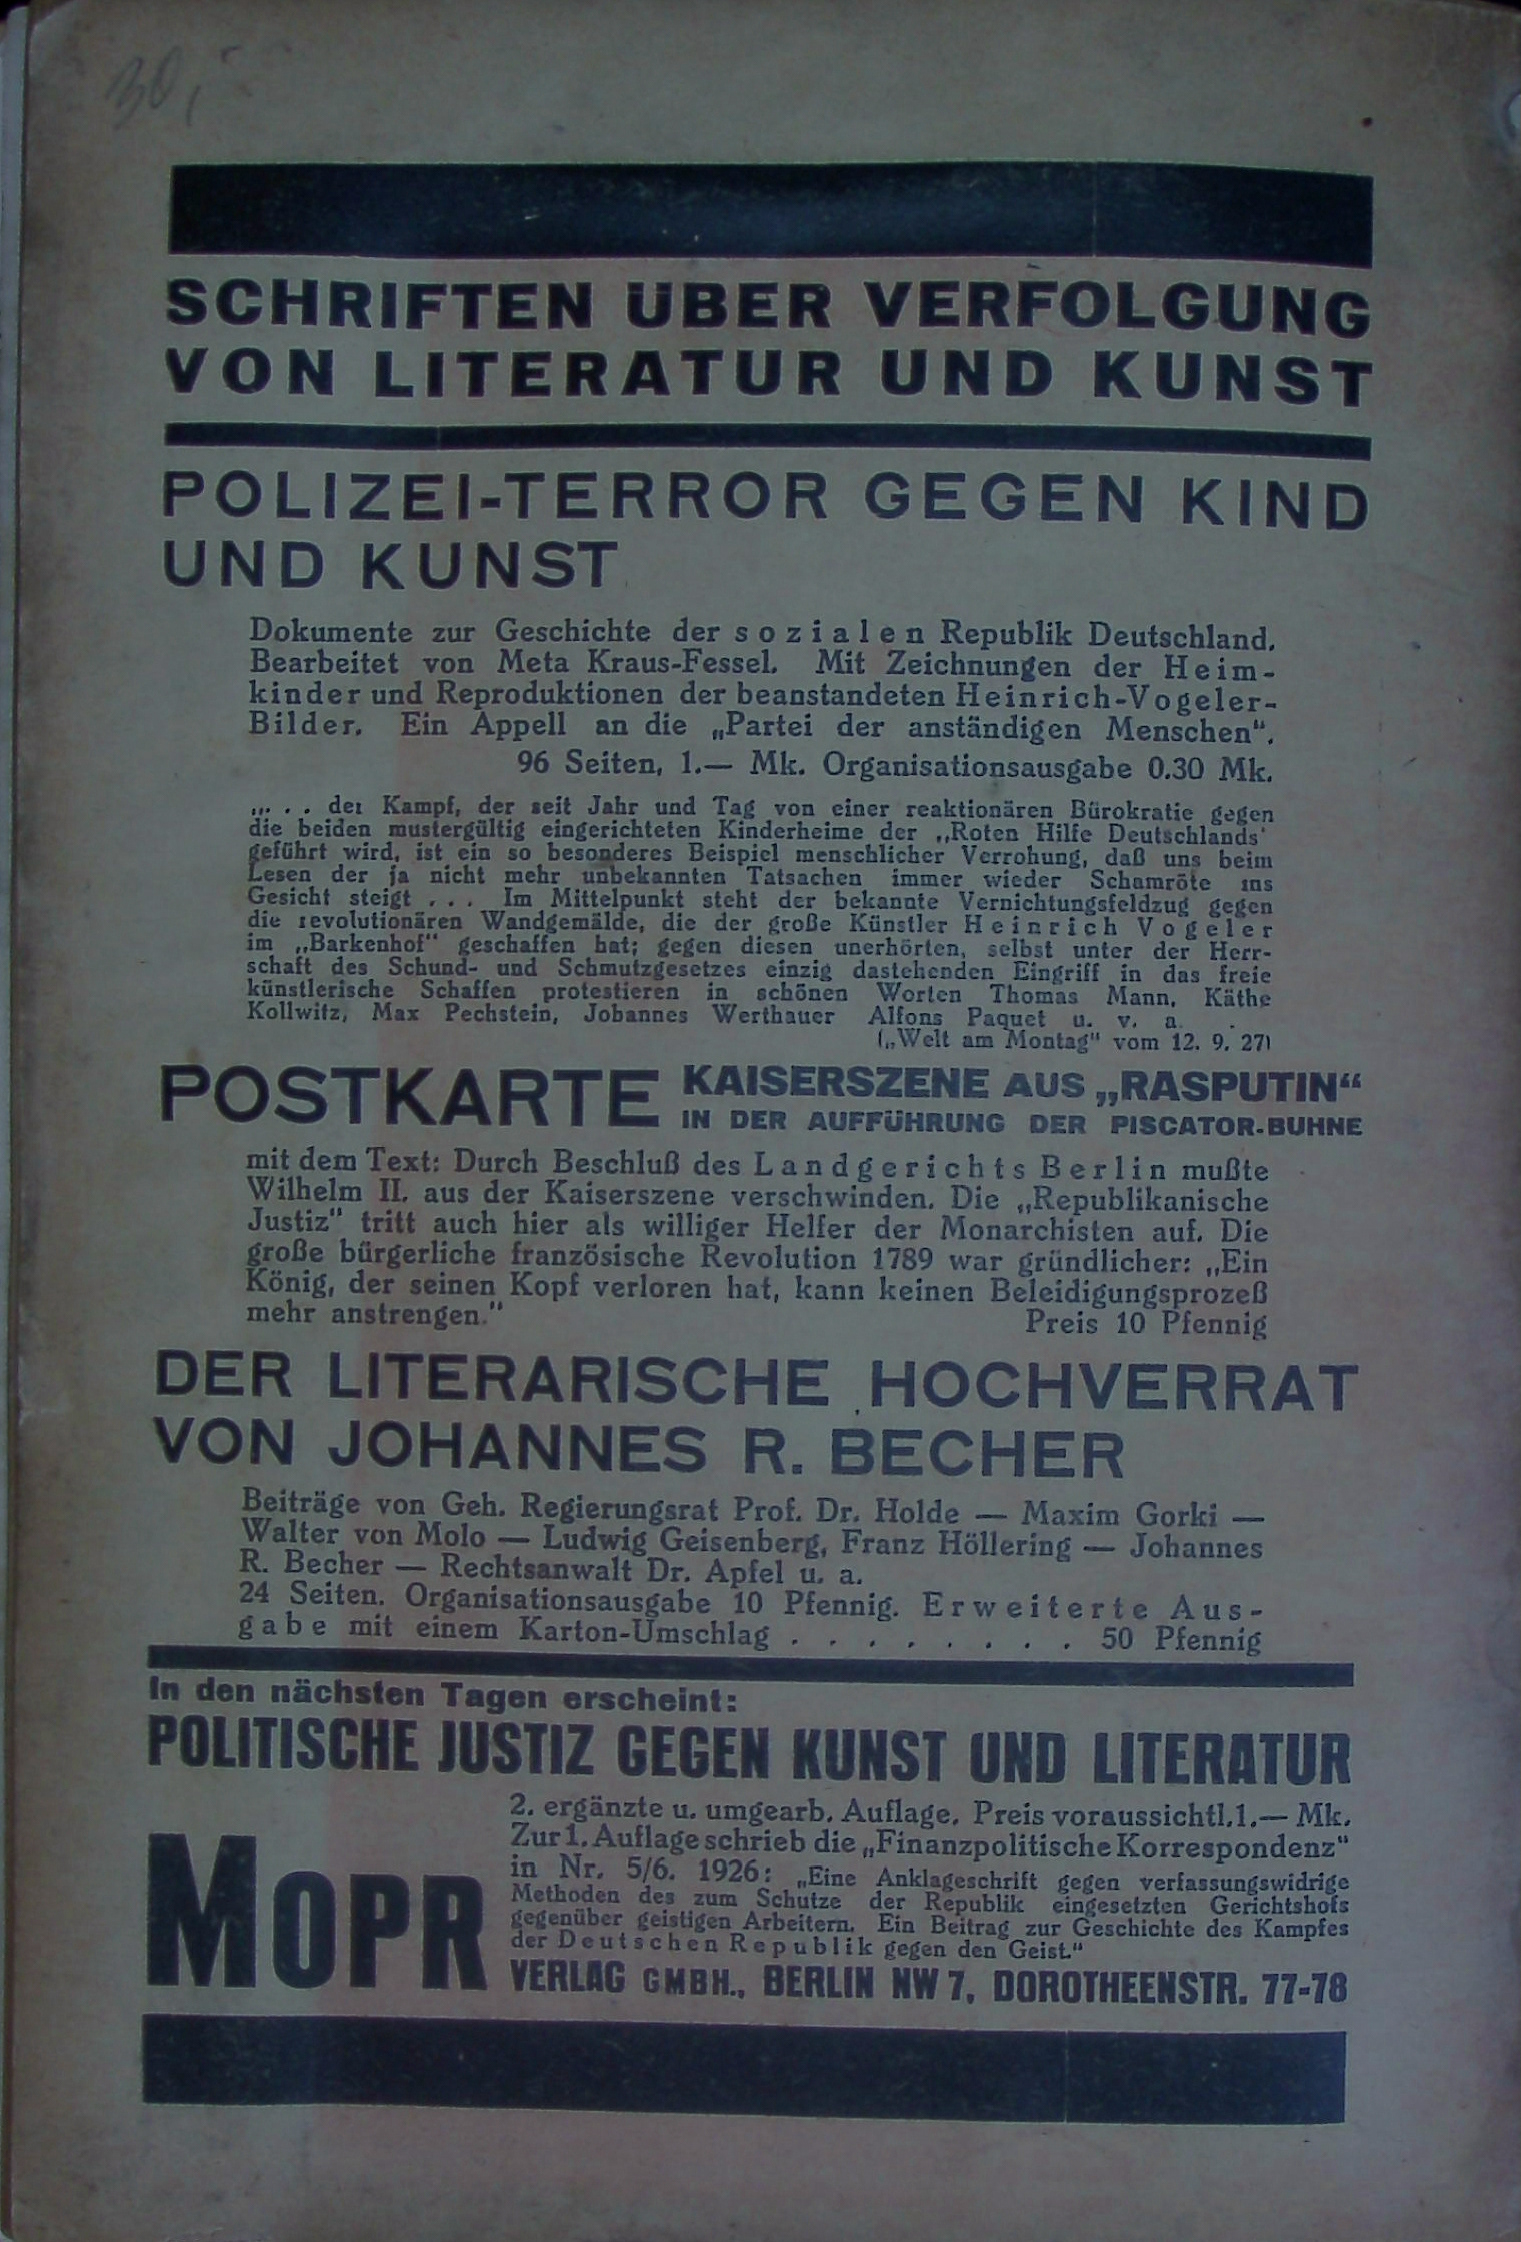 30,-
SCHRIFTEN ÜBER VERFOLGUNG
VON LITERATUR UND KUNST
POLIZEI-TERROR GEGEN KIND
UND KUNST
Dokumente zur Geschichte der sozialen Republik Deutschland.
Bearbeitet von Meta Kraus-Fessel. Mit Zeichnungen der Heim-
kinder und Reproduktionen der beanstandeten Heinrich-Vogeler-
Bilder. Ein Appell an die „Partei der anständigen Menschen“.
96 Seiten, 1.— Mk. Organisationsausgabe 0.30 Mk.
„. . . der Kampf, der seit Jahr und Tag von einer reaktionären Bürokratie gegen
die beiden mustergültig eingerichteten Kinderheime der „Roten Hilfe Deutschlands'
geführt wird, ist ein so besonderes Beispiel menschlicher Verrohung, daß uns beim
Lesen der ja nicht mehr unbekannten Tatsachen immer wieder Schamröte ins
Gesicht steigt . . . Im Mittelpunkt steht der bekannte Vernichtungsfeldzug gegen
die revolutionären Wandgemälde, die der große Künstler Heinrich Vogeler
im „Barkenhof“ geschaffen hat; gegen diesen unerhörten, selbst unter der Herr-
schaft des Schund- und Schmutzgesetzes einzig dastehenden Eingriff in das freie
künstlerische Schaffen protestieren in schönen Worten Thomas Mann, Käthe
Kollwitz, Max Pechstein, Johannes Werthauer Alfons Paquet u. v. a. .
(„Welt am Montag“ vom 12. 9. 27)
POSTKARTE KAISERSZENE AUS „RASPUTIN“
IN DER AUFFÜHRUNG DER PISCATOR-BUHNE
mit dem Text: Durch Beschluß des Landgerichts Berlin mußte
Wilhelm II. aus der Kaiserszene verschwinden. Die „Republikanische
Justiz“ tritt auch hier als williger Helfer der Monarchisten auf. Die
große bürgerliche französische Revolution 1789 war gründlicher: „Ein
König, der seinen Kopf verloren hat, kann keinen Beleidigungsprozeß
mehr anstrengen.“ Preis 10 Pfennig
DER LITERARISCHE HOCHVERRAT
VON JOHANNES R. BECHER
Beiträge von Geh. Regierungsrat Prof. Dr. Holde — Maxim Gorki —
Walter von Molo — Ludwig Geisenberg, Franz Höllering — Johannes
R. Becher — Rechtsanwalt Dr. Apfel u. a.
24 Seiten. Organisationsausgabe 10 Pfennig. Erweiterte Aus-
gabe mit einem Karton-Umschlag . . . . . . . . 50 Pfennig
In den nächsten Tagen erscheint:
POLITISCHE JUSTIZ GEGEN KUNST UND LITERATUR
2. ergänzte u. umgearb. Auflage. Preis voraussichtl. 1.— Mk.
Zur 1. Auflage schrieb die „Finanzpolitische Korrespondenz“
in Nr. 5/6. 1926: „Eine Anklageschrift gegen verfassungswidrige
Methoden des zum Schutze der Republik eingesetzten Gerichtshofs
gegenüber geistigen Arbeitern. Ein Beitrag zur Geschichte des Kampfes
der Deutschen Republik gegen den Geist.“
MOPR
VERLAG GMBH., BERLIN NW 7, DOROTHEENSTR. 77-78